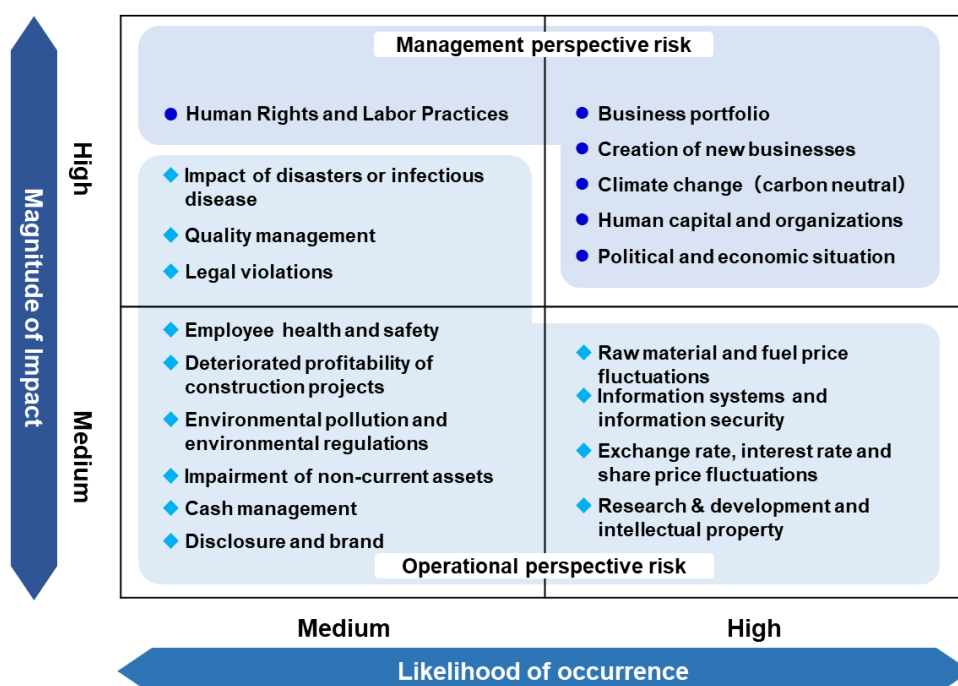 Management perspective risk
High
Magnitude of Impact
Medium
● Human Rights and Labor Practices
◆ Impact of disasters or infectious
disease
◆ Quality management
◆ Legal violations
● Business portfolio
● Creation of new businesses
● Climate change（carbon neutral）
● Human capital and organizations
● Political and economic situation
◆ Employee health and safety
◆ Deteriorated profitability of
construction projects
◆ Environmental pollution and
environmental regulations
◆ Impairment of non-current assets
◆ Cash management
◆ Disclosure and brand
◆ Raw material and fuel price
fluctuations
◆ Information systems and
information security
◆ Exchange rate, interest rate and
share price fluctuations
◆ Research & development and
intellectual property
Operational perspective risk
Medium
High
Likelihood of occurrence